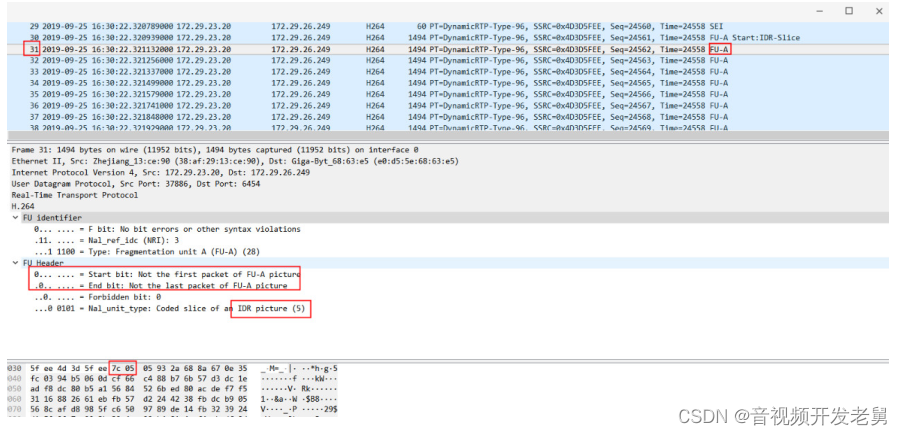 29 2019-09-25 16:30:22.320789000 172.29.23.20 172.29.26.249 H264 60 PT=DynamicRTP-Type-96, SSRC=0x4D3D5FEE, Seq=24560, Time=24558 SEI
30 2019-09-25 16:30:22.320939000 172.29.23.20 172.29.26.249 H264 1494 PT=DynamicRTP-Type-96, SSRC=0x4D3D5FEE, Seq=24561, Time=24558 FU-A Start:IDR-Slice
31 2019-09-25 16:30:22.321132000 172.29.23.20 172.29.26.249 H264 1494 PT=DynamicRTP-Type-96, SSRC=0x4D3D5FEE, Seq=24562, Time=24558 FU-A
32 2019-09-25 16:30:22.321256000 172.29.23.20 172.29.26.249 H264 1494 PT=DynamicRTP-Type-96, SSRC=0x4D3D5FEE, Seq=24563, Time=24558 FU-A
33 2019-09-25 16:30:22.321337000 172.29.23.20 172.29.26.249 H264 1494 PT=DynamicRTP-Type-96, SSRC=0x4D3D5FEE, Seq=24564, Time=24558 FU-A
34 2019-09-25 16:30:22.321499000 172.29.23.20 172.29.26.249 H264 1494 PT=DynamicRTP-Type-96, SSRC=0x4D3D5FEE, Seq=24565, Time=24558 FU-A
35 2019-09-25 16:30:22.321579000 172.29.23.20 172.29.26.249 H264 1494 PT=DynamicRTP-Type-96, SSRC=0x4D3D5FEE, Seq=24566, Time=24558 FU-A
36 2019-09-25 16:30:22.321741000 172.29.23.20 172.29.26.249 H264 1494 PT=DynamicRTP-Type-96, SSRC=0x4D3D5FEE, Seq=24567, Time=24558 FU-A
37 2019-09-25 16:30:22.321848000 172.29.23.20 172.29.26.249 H264 1494 PT=DynamicRTP-Type-96, SSRC=0x4D3D5FEE, Seq=24568, Time=24558 FU-A
38 2019-09-25 16:30:22.321929000 172.29.23.20 172.29.26.249 H264 1494 PT=DynamicRTP-Type-96, SSRC=0x4D3D5FEE, Seq=24569, Time=24558 FU-A
Frame 31: 1494 bytes on wire (11952 bits), 1494 bytes captured (11952 bits) on interface 0
Ethernet II, Src: Zhejiang_13:ce:90 (38:af:29:13:ce:90), Dst: Giga-Byt_68:63:e5 (e0:d5:5e:68:63:e5)
Internet Protocol Version 4, Src: 172.29.23.20, Dst: 172.29.26.249
User Datagram Protocol, Src Port: 37886, Dst Port: 6454
Real-Time Transport Protocol
H.264
FU identifier
0... .... = F bit: No bit errors or other syntax violations
.11. .... = Nal_ref_idc (NRI): 3
...1 1100 = Type: Fragmentation unit A (FU-A) (28)
FU Header
0... .... = Start bit: Not the first packet of FU-A picture
.0.. .... = End bit: Not the last packet of FU-A picture
..0. .... = Forbidden bit: 0
...0 0101 = Nal_unit_type: Coded slice of an IDR picture (5)
030 5f ee 4d 3d 5f ee 7c 05 05 93 2a 68 8a 67 0e 35
040 fc 03 94 b5 06 0d cf 66 c4 88 b7 6b 57 d3 dc 1e
050 ad f8 dc 80 b5 a1 56 84 52 6b ed 80 ac de f7 f5
060 31 16 88 26 61 eb fb 57 d2 24 42 38 fb dc b9 05
070 56 8c af d8 98 5f c6 50 97 89 de 14 fb 32 39 24
CSDN @音视频开发老舅